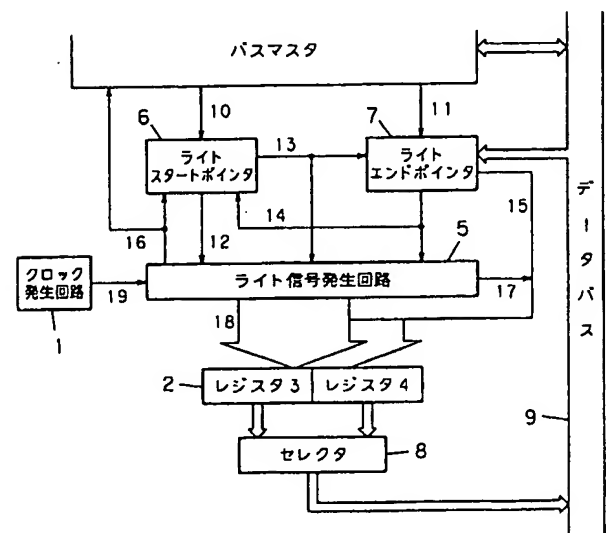 バスマスタ
10
11
6
7
ライト
スタートポインタ
13
ライト
エンドポインタ
14
15
16
12
5
クロック
発生回路
19
ライト信号発生回路
17
1
18
2
レジスタ3
レジスタ4
セレクタ
8
9
データバス